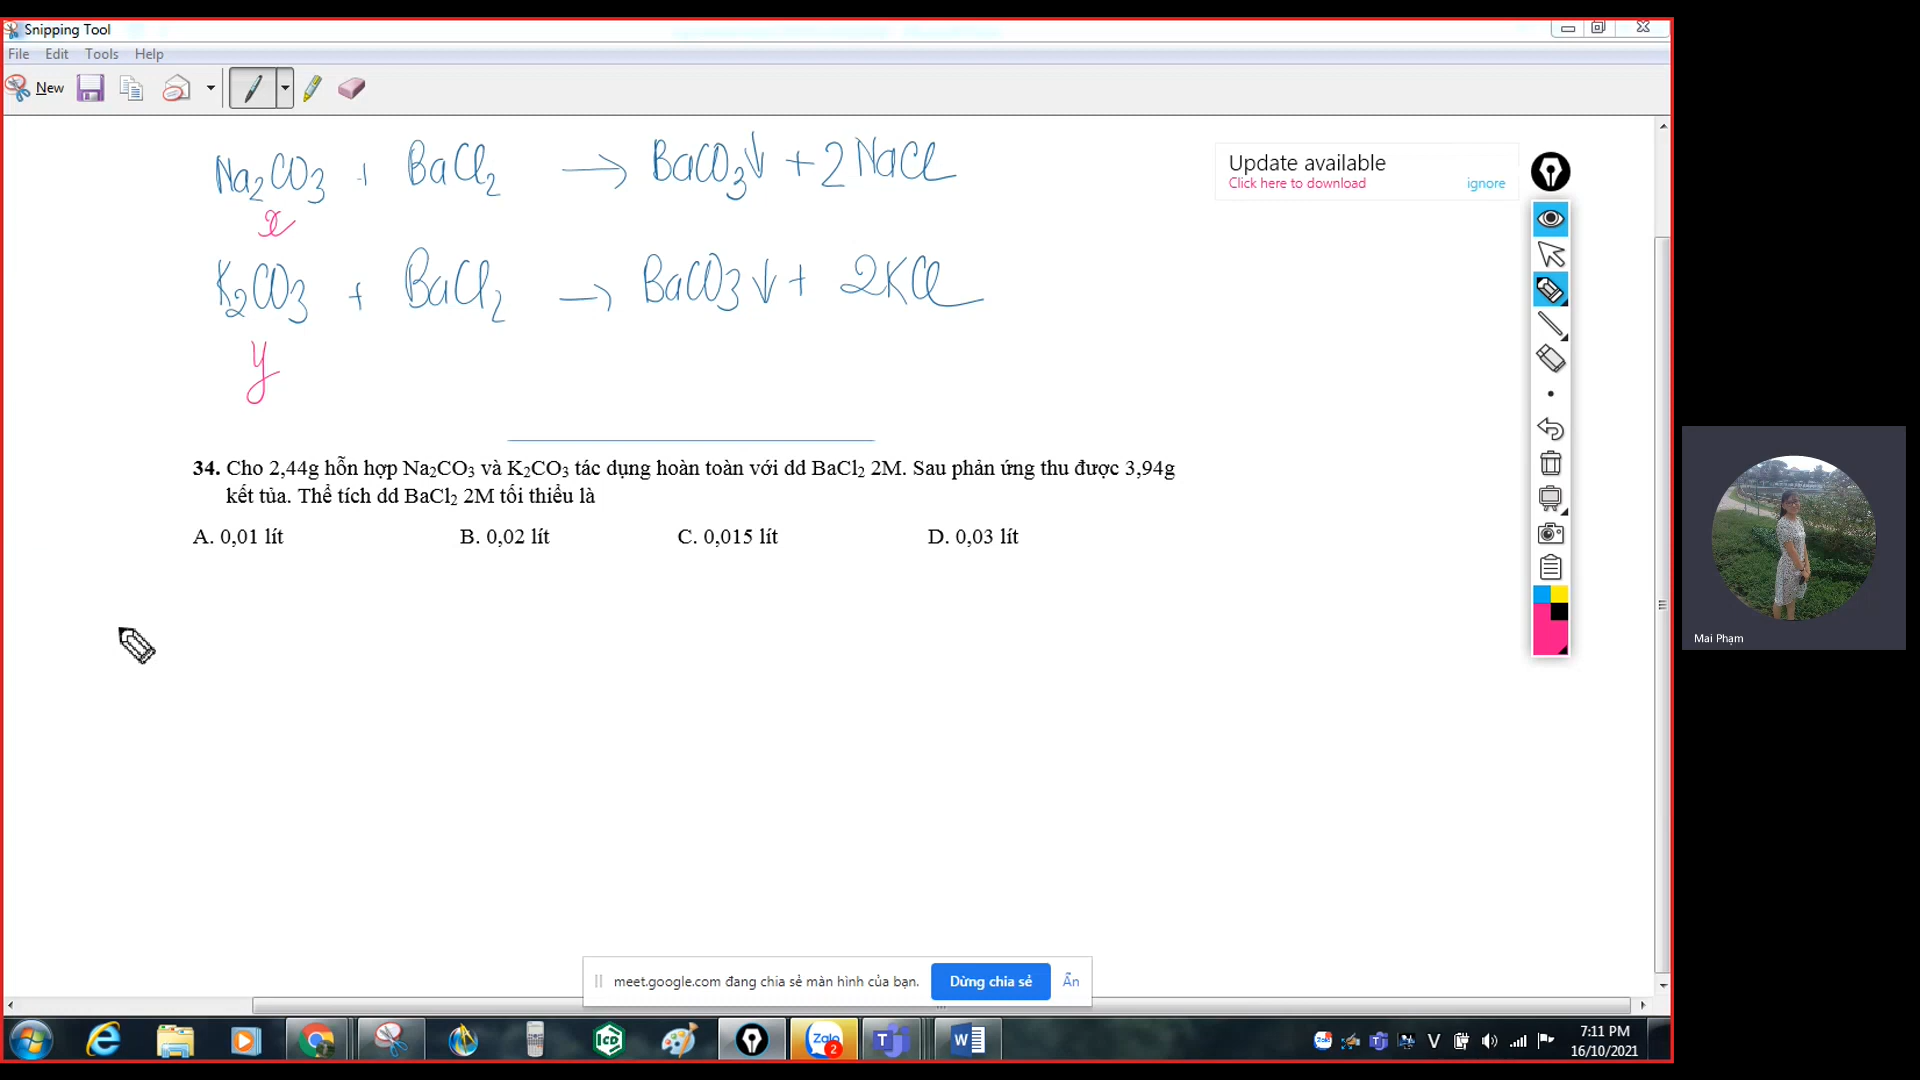 Snipping Tool
File Edit Tools Help
New
Na2CO3 + BaCl2 → BaCO3↓ + 2NaCl
x
K2CO3 + BaCl2 → BaCO3↓ + 2KCl
y
Update available
Click here to download ignore
34. Cho 2,44g hỗn hợp Na₂CO₃ và K₂CO₃ tác dụng hoàn toàn với dd BaCl₂ 2M. Sau phản ứng thu được 3,94g
kết tủa. Thể tích dd BaCl₂ 2M tối thiểu là
A. 0,01 lít B. 0,02 lít C. 0,015 lít D. 0,03 lít
Mai Phạm
meet.google.com đang chia sẻ màn hình của bạn. Dừng chia sẻ Ẩn
ICD
Zalo
2
V
7:11 PM
16/10/2021